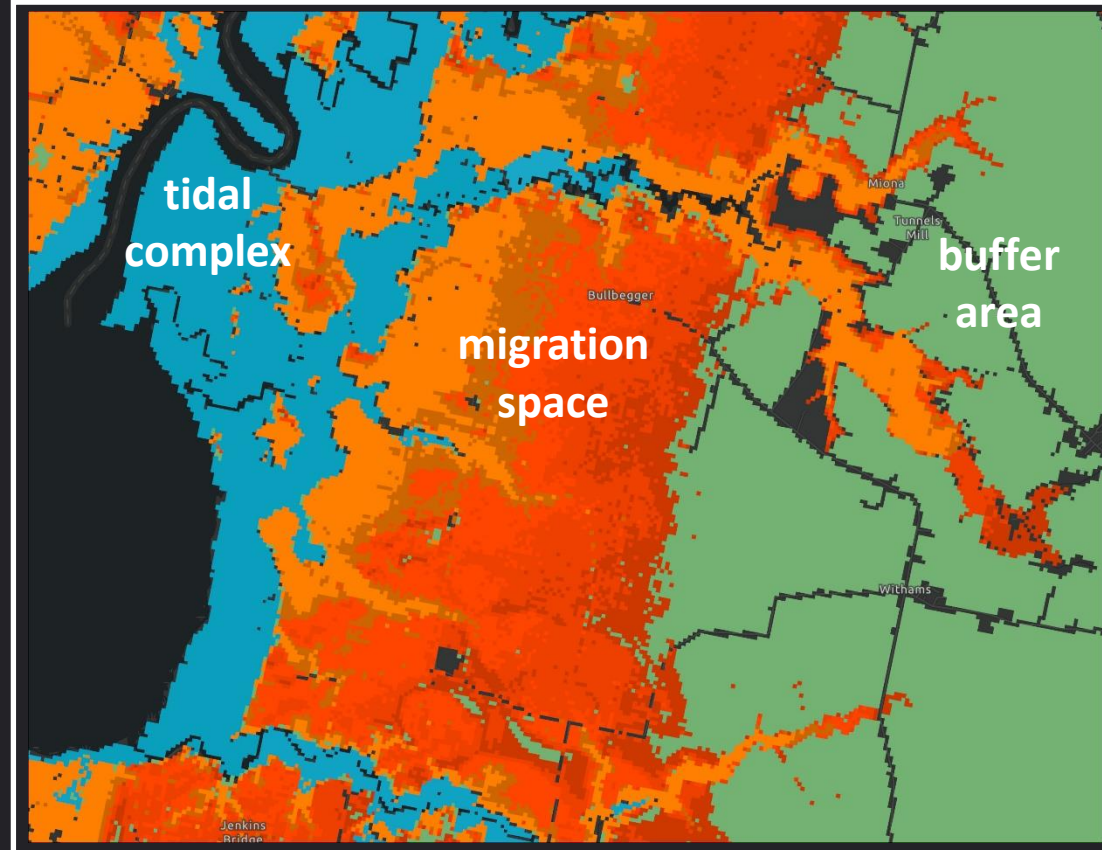 tidal
complex
Miona
Tunnels
Mill
buffer
area
Bullbegger
migration
space
Withams
Jenkins
Bridge